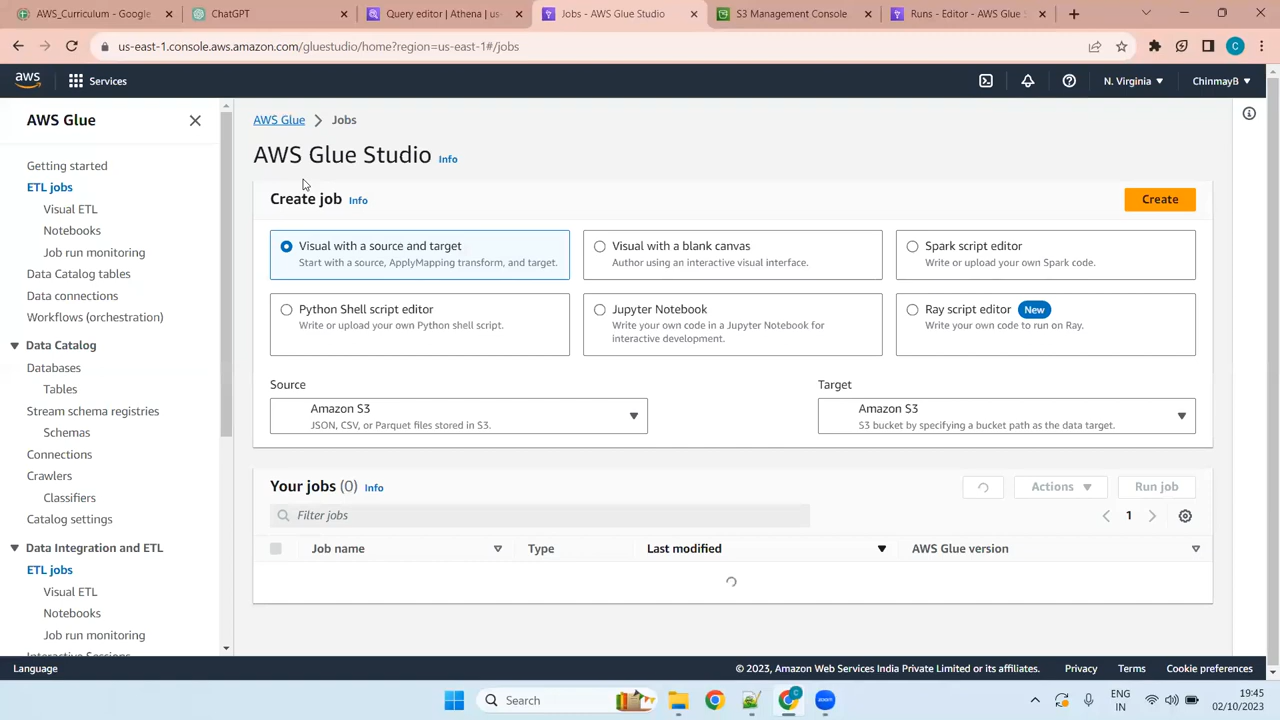 AWS_Curriculum - Google
ChatGPT
Query editor | Athena | us-e
Jobs - AWS Glue Studio
S3 Management Console
Runs - Editor - AWS Glue S
us-east-1.console.aws.amazon.com/gluestudio/home?region=us-east-1#/jobs
C
aws
Services
N. Virginia
ChinmayB
AWS Glue
Getting started
ETL jobs
Visual ETL
Notebooks
Job run monitoring
Data Catalog tables
Data connections
Workflows (orchestration)
Data Catalog
Databases
Tables
Stream schema registries
Schemas
Connections
Crawlers
Classifiers
Catalog settings
Data Integration and ETL
ETL jobs
Visual ETL
Notebooks
Job run monitoring
Interactive Sessions
AWS Glue
Jobs
AWS Glue Studio Info
Create job Info
Create
Visual with a source and target
Start with a source, ApplyMapping transform, and target.
Visual with a blank canvas
Author using an interactive visual interface.
Spark script editor
Write or upload your own Spark code.
Python Shell script editor
Write or upload your own Python shell script.
Jupyter Notebook
Write your own code in a Jupyter Notebook for
interactive development.
Ray script editor New
Write your own code to run on Ray.
Source
Amazon S3
JSON, CSV, or Parquet files stored in S3.
Target
Amazon S3
S3 bucket by specifying a bucket path as the data target.
Your jobs (0) Info
Actions
Run job
Filter jobs
1
Job name
Type
Last modified
AWS Glue version
Language
© 2023, Amazon Web Services India Private Limited or its affiliates.
Privacy
Terms
Cookie preferences
Search
zoom
ENG
IN
19:45
02/10/2023